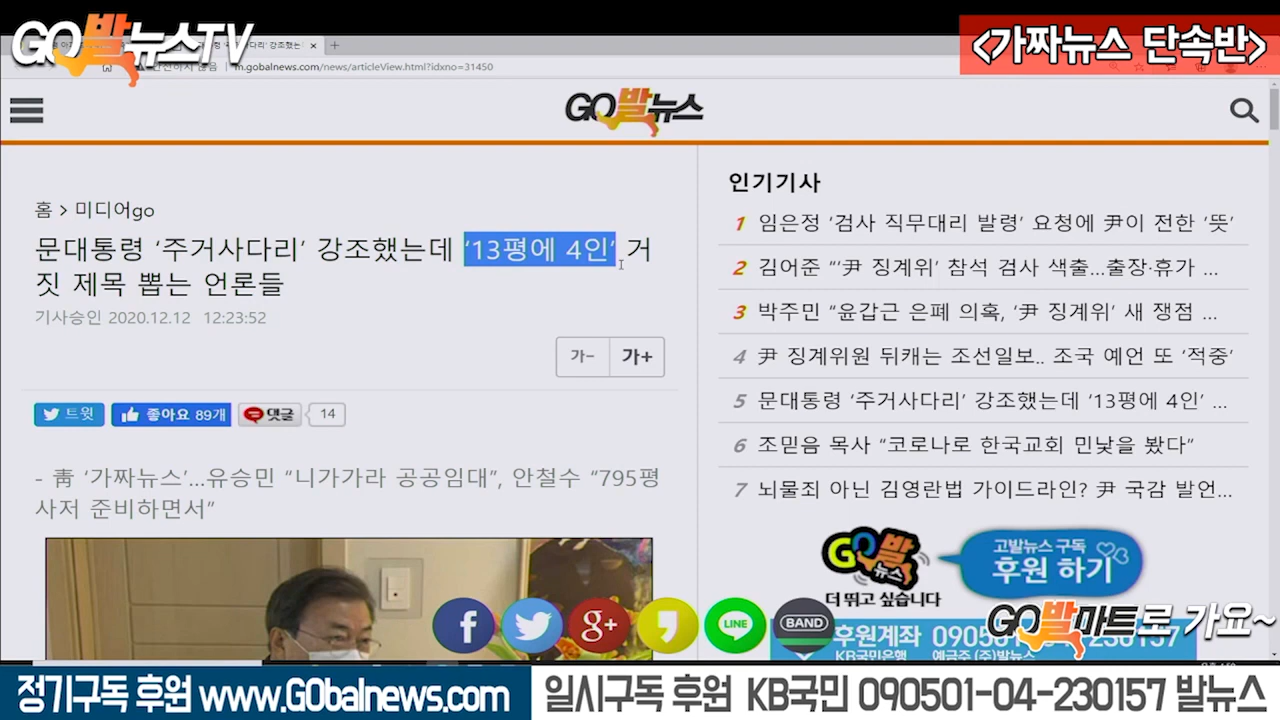 GO발뉴스TV
<가짜뉴스 단속반>
m.gobalnews.com/news/articleView.html?idxno=31450
GO발뉴스
홈 > 미디어go
문대통령 ‘주거사다리’ 강조했는데 ‘13평에 4인’ 거
짓 제목 뽑는 언론들
기사승인 2020.12.12 12:23:52
가-
가+
트윗
좋아요 89개
댓글
14
- 靑 ‘가짜뉴스’...유승민 “니가가라 공공임대”, 안철수 “795평
사저 준비하면서”
인기기사
1 임은정 ‘검사 직무대리 발령’ 요청에 尹이 전한 ‘뜻’
2 김어준 “‘尹 징계위’ 참석 검사 색출...출장·휴가 ...
3 박주민 “윤갑근 은폐 의혹, ‘尹 징계위’ 새 쟁점 ...
4 尹 징계위원 뒤캐는 조선일보.. 조국 예언 또 ‘적중’
5 문대통령 ‘주거사다리’ 강조했는데 ‘13평에 4인’ ...
6 조믿음 목사 “코로나로 한국교회 민낯을 봤다”
7 뇌물죄 아닌 김영란법 가이드라인? 尹 국감 발언...
GO발뉴스
더 뛰고 싶습니다
고발뉴스 구독
후원 하기
f
g+
LINE
BAND
후원계좌
KB국민은행 예금주 (주)발뉴스
GO발마트로 가요~
정기구독 후원 www.GObalnews.com
일시구독 후원 KB국민 090501-04-230157 발뉴스